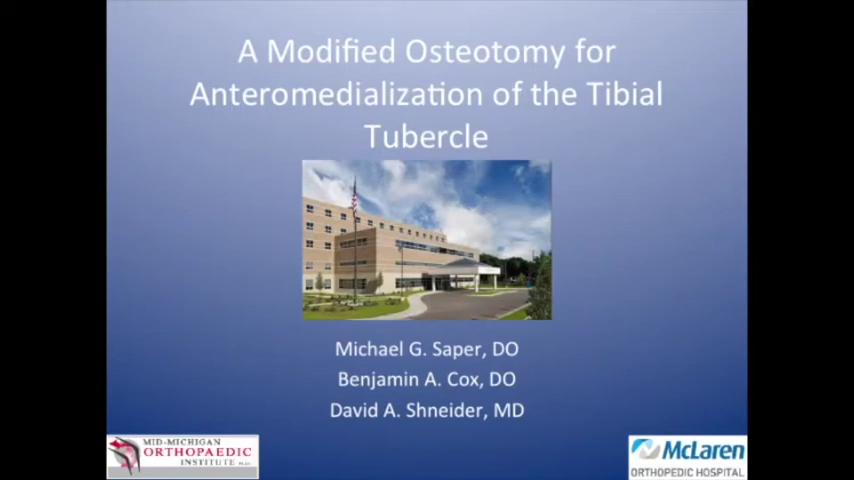 A Modified Osteotomy for
Anteromedialization of the Tibial
Tubercle
Michael G. Saper, DO
Benjamin A. Cox, DO
David A. Shneider, MD
MID-MICHIGAN
ORTHOPAEDIC
INSTITUTE
McLaren
ORTHOPEDIC HOSPITAL